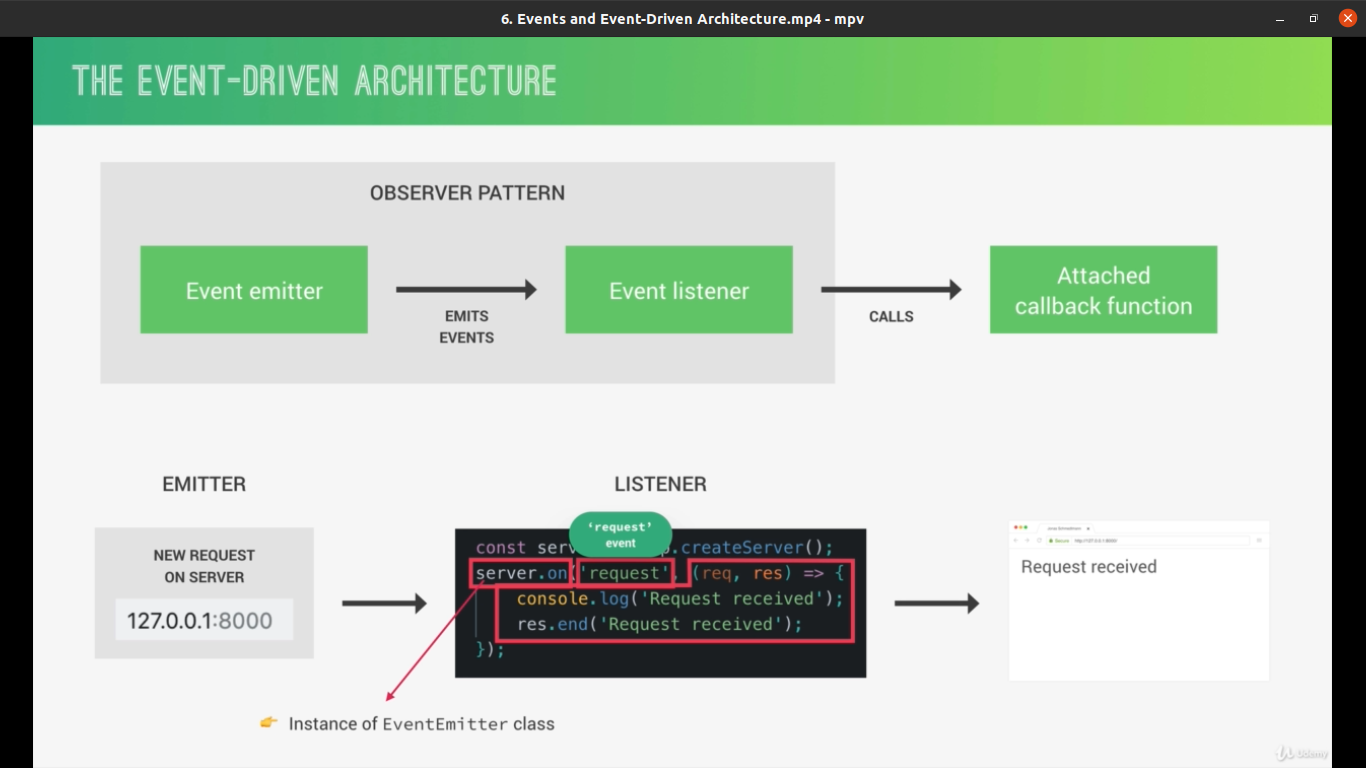 6. Events and Event-Driven Architecture.mp4 - mpv
THE EVENT-DRIVEN ARCHITECTURE
OBSERVER PATTERN
Event emitter
EMITS
EVENTS
Event listener
CALLS
Attached
callback function
EMITTER
NEW REQUEST
ON SERVER
127.0.0.1:8000
LISTENER
'request'
event
const serv p.createServer();
server.on('request', (req, res) => {
console.log('Request received');
res.end('Request received');
});
👉 Instance of EventEmitter class
Secure
Request received
Udemy